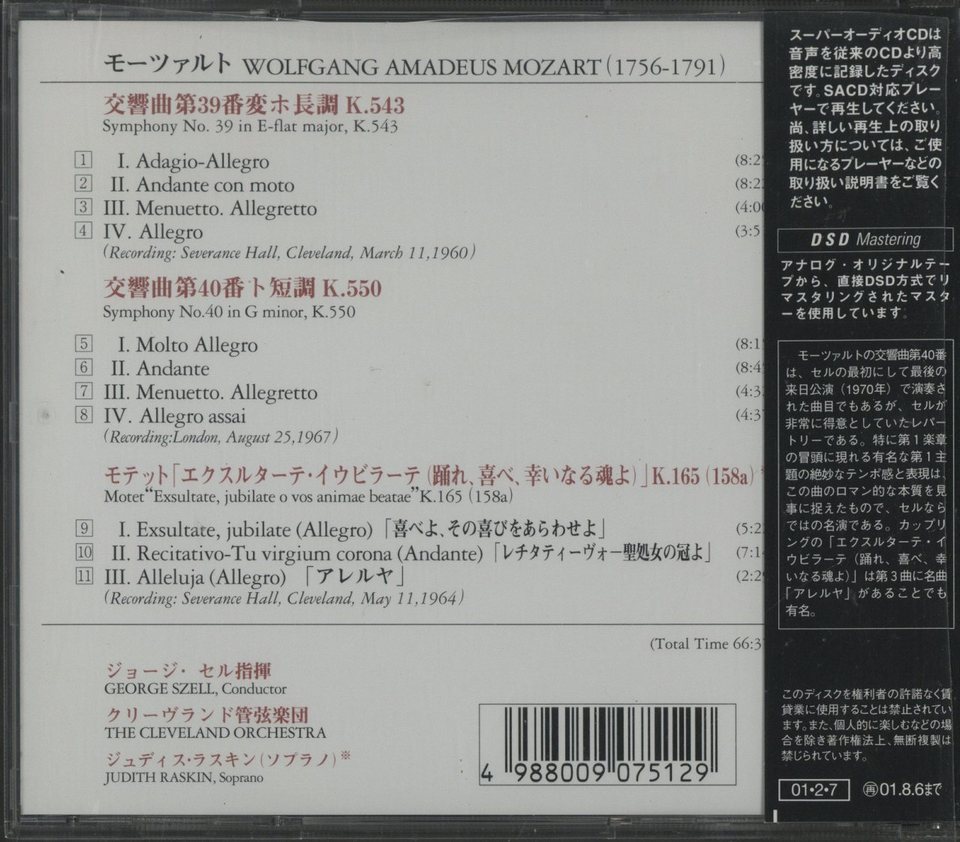 モーツァルト WOLFGANG AMADEUS MOZART (1756-1791)
交響曲第39番変ホ長調 K.543
Symphony No. 39 in E-flat major, K.543
1 I. Adagio-Allegro
2 II. Andante con moto
3 III. Menuetto. Allegretto
4 IV. Allegro
(Recording: Severance Hall, Cleveland, March 11,1960)
交響曲第40番ト短調 K.550
Symphony No.40 in G minor, K.550
5 I. Molto Allegro
6 II. Andante
7 III. Menuetto. Allegretto
8 IV. Allegro assai
(Recording:London, August 25,1967)
モテット「エクスルターテ・イウビラーテ (踊れ、喜べ、幸いなる魂よ)」K.165 (158a)
Motet“Exsultate, jubilate o vos animae beatae”K.165 (158a)
9 I. Exsultate, jubilate (Allegro)「喜べよ、その喜びをあらわせよ」
10 II. Recitativo-Tu virgium corona (Andante)「レチタティーヴォー聖処女の冠よ」
11 III. Alleluja (Allegro) 「アレルヤ」
(Recording: Severance Hall, Cleveland, May 11,1964)
(Total Time
ジョージ・セル指揮
GEORGE SZELL, Conductor
クリーヴランド管弦楽団
THE CLEVELAND ORCHESTRA
ジュディス・ラスキン(ソプラノ)※
JUDITH RASKIN, Soprano
4 988009 075129
スーパーオーディオCDは
音声を従来のCDより高
密度に記録したディスク
です。SACD対応プレー
ヤーで再生してください。
尚、詳しい再生上の取り
扱い方については、ご使
用になるプレーヤーなどの
取り扱い説明書をご覧く
ださい。
DSD Mastering
アナログ・オリジナルテー
プから、直接DSD方式でリ
マスタリングされたマスタ
ーを使用しています。
モーツァルトの交響曲第40番
は、セルの最初にして最後の
来日公演（1970年）で演奏さ
れた曲目でもあるが、セルが
非常に得意としていたレパー
トリーである。特に第1楽章
の冒頭に現れる有名な第1主
題の絶妙なテンポ感と表現は、
この曲のロマン的な本質を見
事に捉えたもので、セルなら
ではの名演である。カップリ
ングの「エクスルターテ・イ
ウビラーテ（踊れ、喜べ、幸
いなる魂よ）」は第3曲に名曲
「アレルヤ」があることでも
有名。
このディスクを権利者の許諾なく賃
貸業に使用することは禁止されてい
ます。また、個人的に楽しむなどの場
合を除き著作権法上、無断複製は
禁じられています。
01・2・7 再01.8.6まで